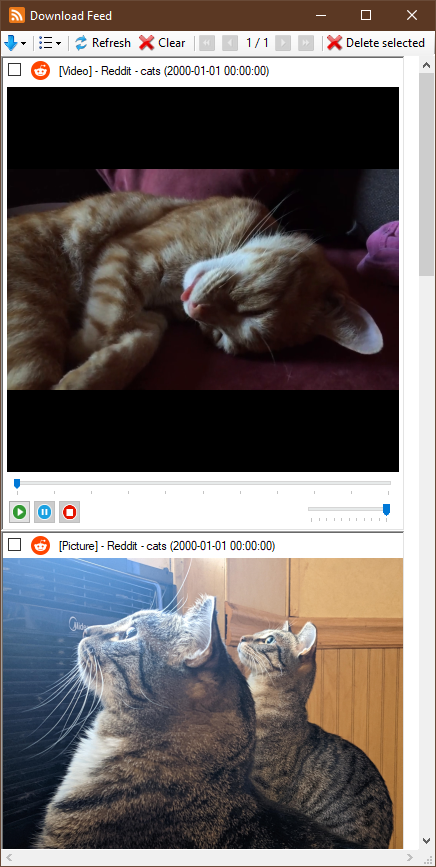 Download Feed
Refresh Clear 1 / 1 Delete selected
[Video] - Reddit - cats (2000-01-01 00:00:00)
[Picture] - Reddit - cats (2000-01-01 00:00:00)
Midea